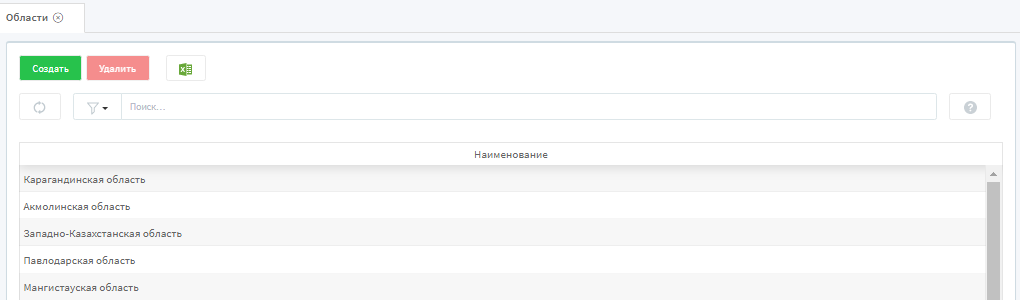 Области
Создать Удалить
Поиск...
Наименование
Карагандинская область
Акмолинская область
Западно-Казахстанская область
Павлодарская область
Мангистауская область